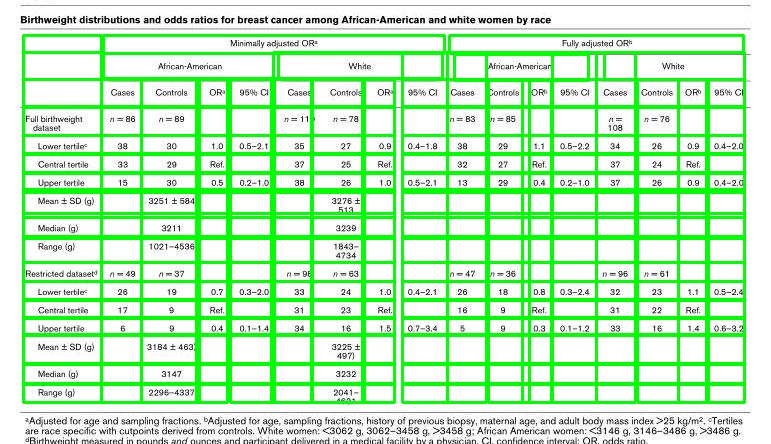 Birthweight distributions and odds ratios for breast cancer among African-American and white women by race
Minimally adjusted ORᵃ Fully adjusted ORᵇ
African-American White African-American White
Cases Controls ORᵃ 95% CI Cases Controls ORᵃ 95% CI Cases Controls ORᵇ 95% CI Cases Controls ORᵇ 95% CI
Full birthweight dataset n = 86 n = 89 n = 11 n = 78 n = 83 n = 85 n = 108 n = 76
Lower tertileᶜ 38 30 1.0 0.5–2.1 35 27 0.9 0.4–1.8 38 29 1.1 0.5–2.2 34 26 0.9 0.4–2.0
Central tertile 33 29 Ref. 37 25 Ref. 32 27 Ref. 37 24 Ref.
Upper tertile 15 30 0.5 0.2–1.0 38 26 1.0 0.5–2.1 13 29 0.4 0.2–1.0 37 26 0.9 0.4–2.0
Mean ± SD (g) 3251 ± 584 3276 ± 513
Median (g) 3211 3239
Range (g) 1021–4536 1843–4734
Restricted datasetᵈ n = 49 n = 37 n = 96 n = 63 n = 47 n = 36 n = 96 n = 61
Lower tertileᶜ 26 19 0.7 0.3–2.0 33 24 1.0 0.4–2.1 26 18 0.8 0.3–2.4 32 23 1.1 0.5–2.4
Central tertile 17 9 Ref. 31 23 Ref. 16 9 Ref. 31 22 Ref.
Upper tertile 6 9 0.4 0.1–1.4 34 16 1.5 0.7–3.4 5 9 0.3 0.1–1.2 33 16 1.4 0.6–3.2
Mean ± SD (g) 3184 ± 463 3225 ± 497)
Median (g) 3147 3232
Range (g) 2296–4337 2041–
ᵃAdjusted for age and sampling fractions. ᵇAdjusted for age, sampling fractions, history of previous biopsy, maternal age, and adult body mass index >25 kg/m². ᶜTertiles
are race specific with cutpoints derived from controls. White women: <3062 g, 3062–3458 g, >3458 g; African American women: <3146 g, 3146–3486 g, >3486 g.
ᵈBirthweight measured in pounds and ounces and participant delivered in a medical facility by a physician. CI, confidence interval; OR, odds ratio.